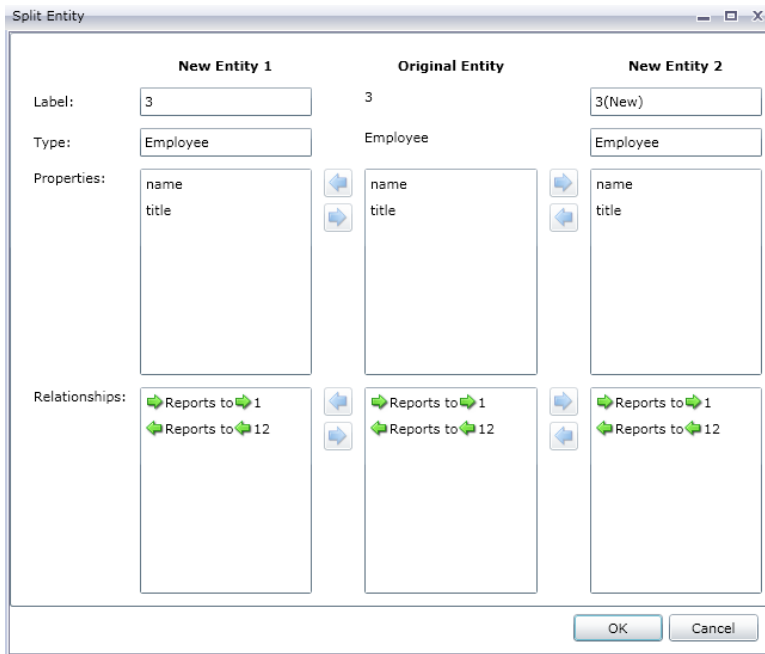 Split Entity
New Entity 1 Original Entity New Entity 2
Label: 3 3 3(New)
Type: Employee Employee Employee
Properties: name name name
title title title
Relationships: Reports to 1 Reports to 1 Reports to 1
Reports to 12 Reports to 12 Reports to 12
OK Cancel